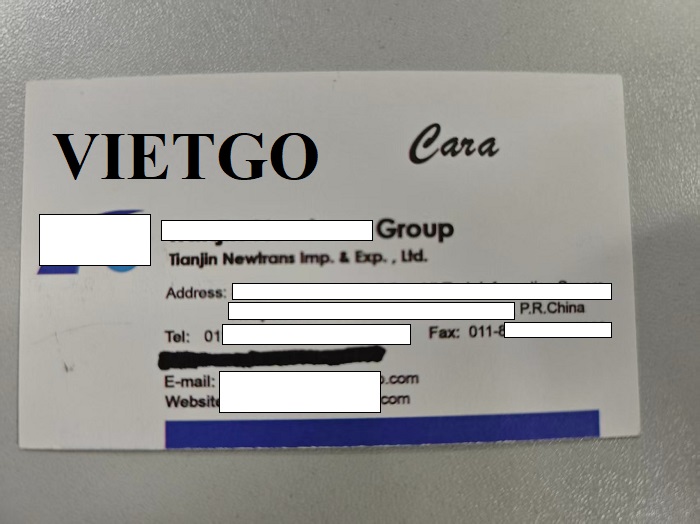 VIETGO
Cara
Group
Tianjin Newtrans Imp. & Exp. , Ltd.
Address:
P.R.China
Tel: 01
Fax: 011-8
E-mail: .com
Website com